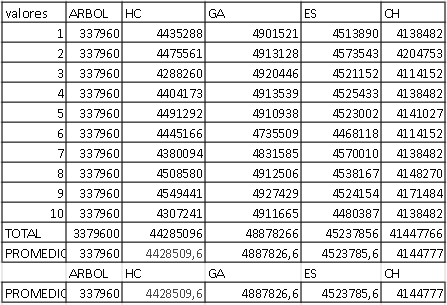 valores ARBOL HC GA ES CH
1 337960 4435288 4901521 4513890 4138482
2 337960 4475561 4913128 4573543 4204753
3 337960 4288260 4920446 4521152 4114152
4 337960 4404173 4913539 4525433 4138482
5 337960 4491292 4910938 4523002 4141027
6 337960 4445166 4735509 4468118 4114152
7 337960 4380094 4831585 4570010 4138482
8 337960 4508580 4912506 4538167 4148270
9 337960 4549441 4927429 4524154 4171484
10 337960 4307241 4911665 4480387 4138482
TOTAL 3379600 44285096 48878266 45237856 41447766
PROMEDIO 337960 4428509,6 4887826,6 4523785,6 4144777
ARBOL HC GA ES CH
PROMEDIO 337960 4428509,6 4887826,6 4523785,6 4144777